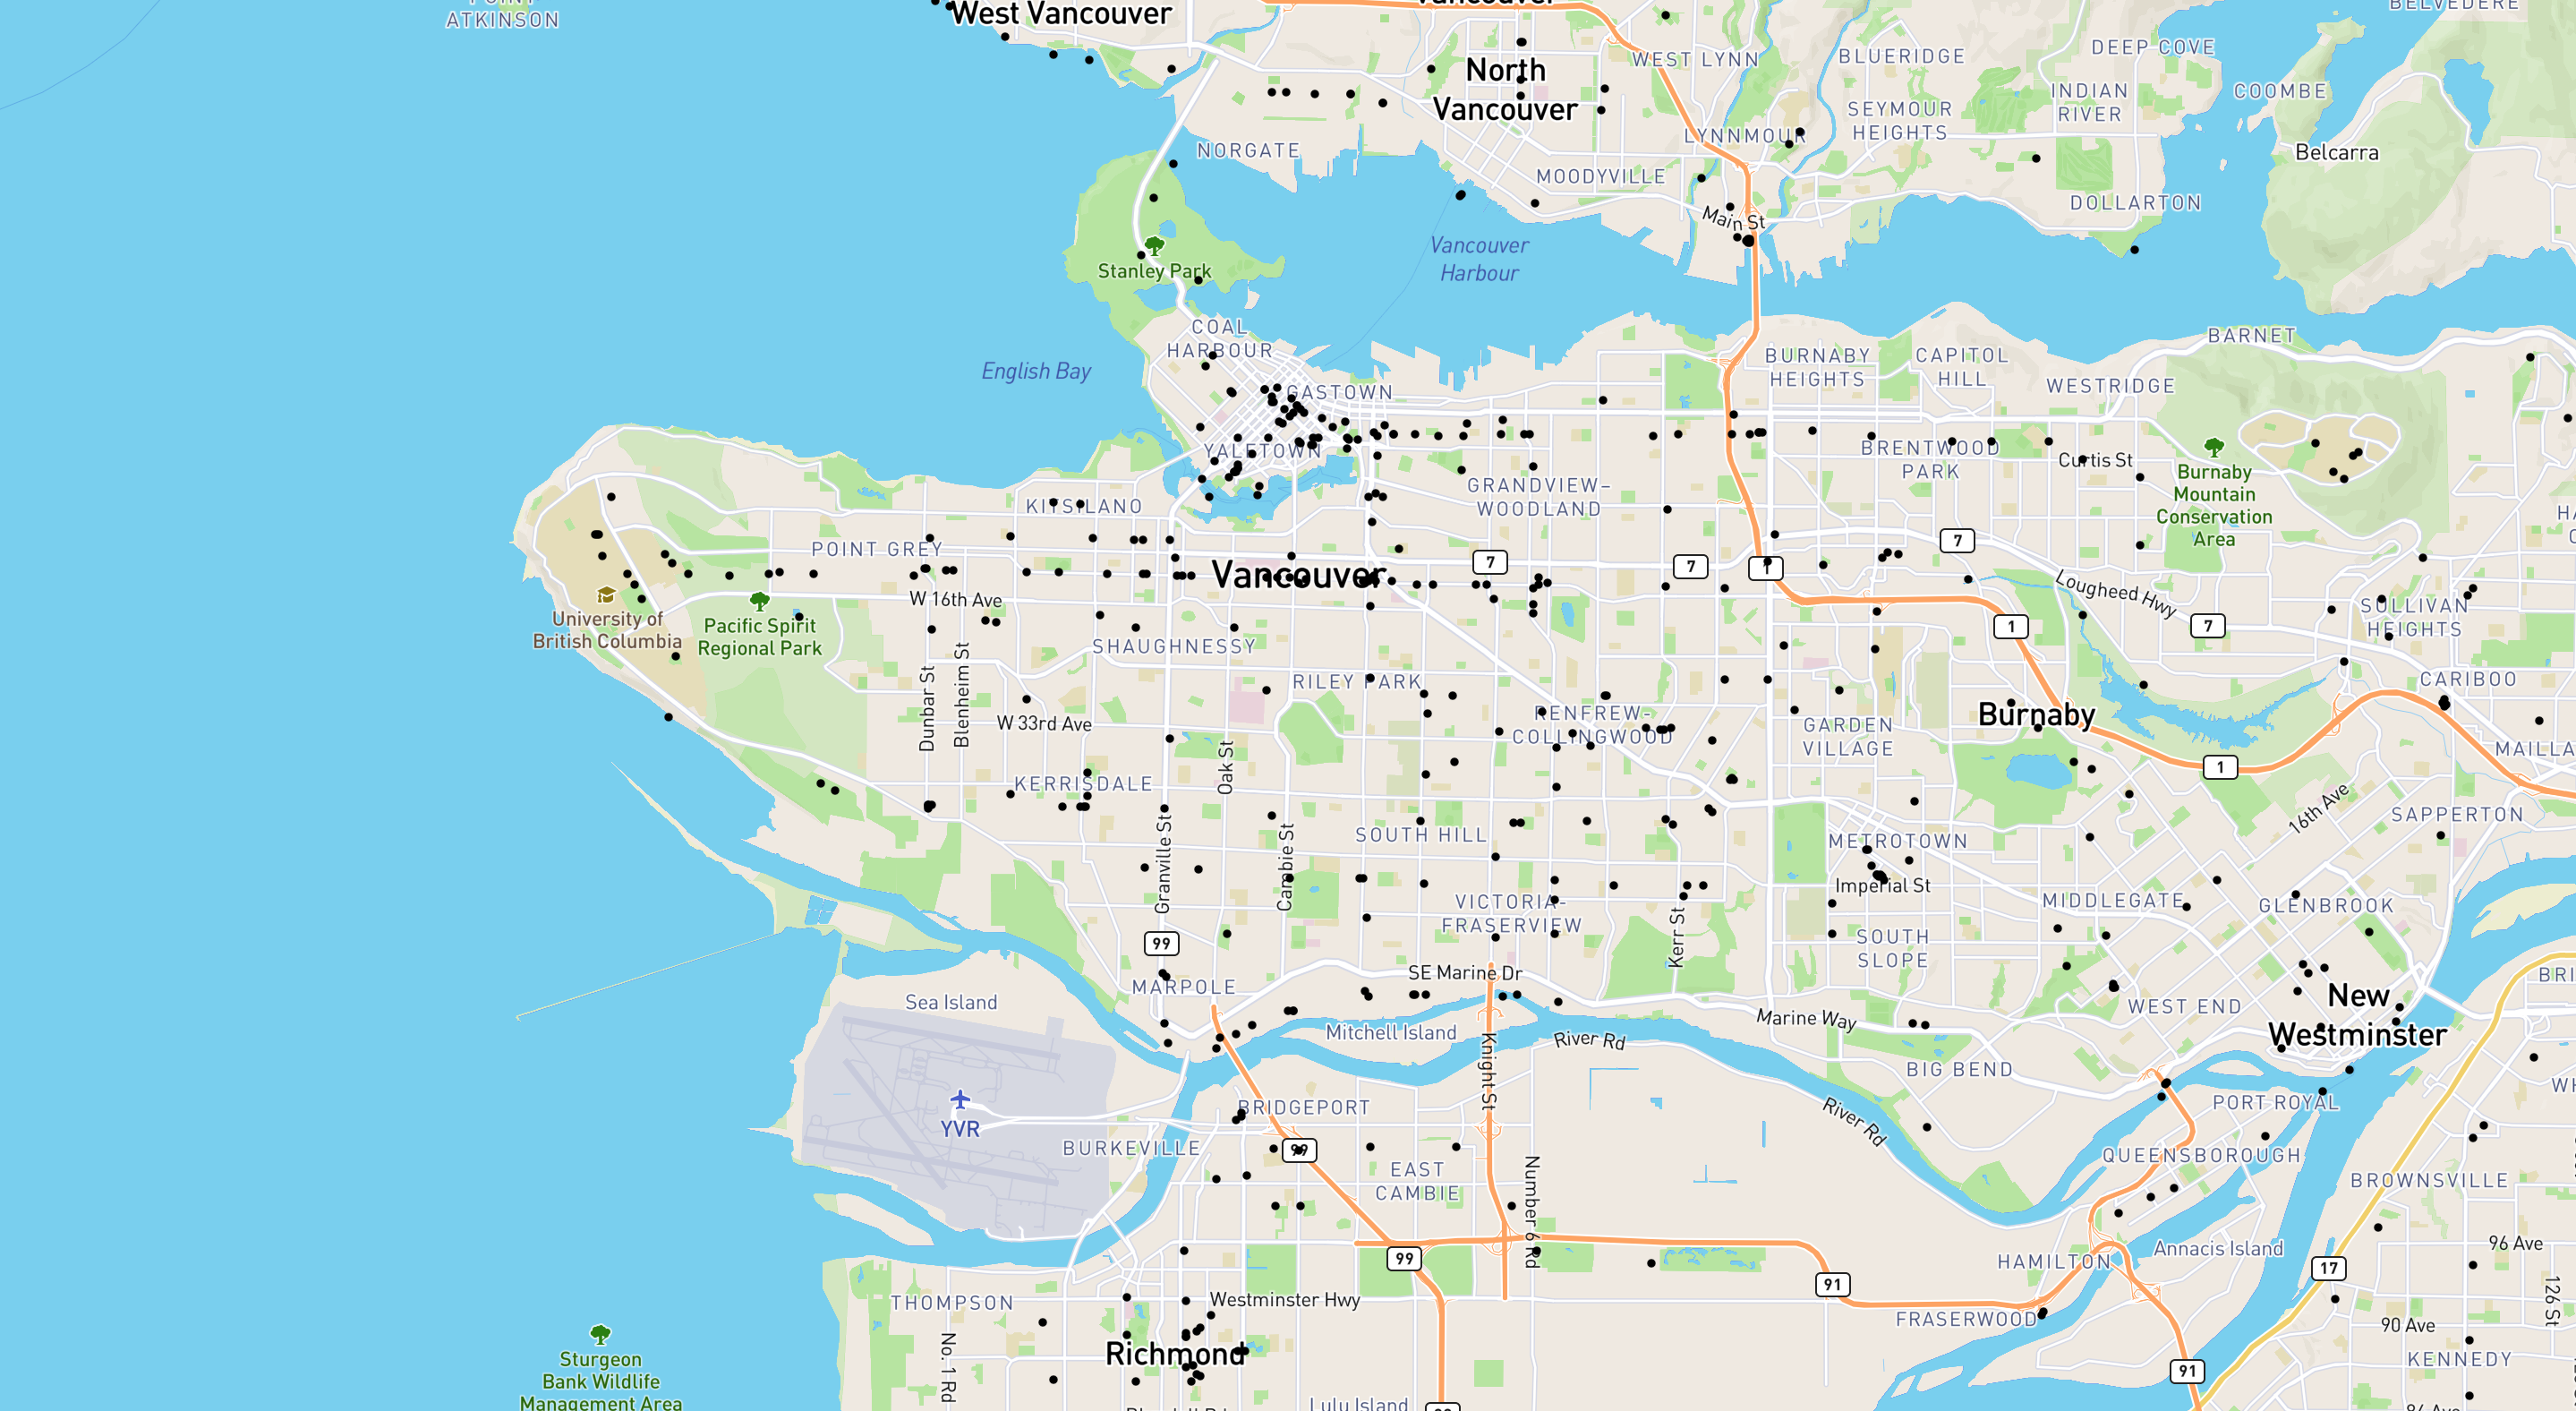 ATKINSON
West Vancouver
BELVEDERE
WEST LYNN
BLUERIDGE
DEEP COVE
North
Vancouver
INDIAN
RIVER
COOMBE
SEYMOUR
HEIGHTS
LYNNMOUR
NORGATE
Belcarra
MOODYVILLE
DOLLARTON
Main St
Vancouver
Harbour
Stanley Park
COAL
HARBOUR
BARNET
English Bay
BURNABY
HEIGHTS
CAPITOL
HILL
WESTRIDGE
GASTOWN
YALETOWN
BRENTWOOD
PARK
Curtis St
Burnaby
Mountain
Conservation
Area
GRANDVIEW–
WOODLAND
KITSILANO
POINT GREY
7
7
7
1
Vancouver
Lougheed Hwy
W 16th Ave
University of
British Columbia
Pacific Spirit
Regional Park
SHAUGHNESSY
1
7
SULLIVAN
HEIGHTS
RILEY PARK
CARIBOO
Dunbar St
Blenheim St
W 33rd Ave
RENFREW-
COLLINGWOOD
GARDEN
VILLAGE
Burnaby
MAILLA
Oak St
1
KERRISDALE
16th Ave
SAPPERTON
SOUTH HILL
METROTOWN
Granville St
Cambie St
Imperial St
MIDDLEGATE
GLENBROOK
VICTORIA-
FRASERVIEW
Kerr St
99
SOUTH
SLOPE
SE Marine Dr
BRI
MARPOLE
Sea Island
New
Westminster
WEST END
Mitchell Island
Marine Way
River Rd
Knight St
BIG BEND
YVR
BRIDGEPORT
River Rd
PORT ROYAL
BURKEVILLE
99
EAST
CAMBIE
QUEENSBOROUGH
BROWNSVILLE
Number 6 Rd
99
HAMILTON
Annacis Island
96 Ave
17
91
THOMPSON
Westminster Hwy
FRASERWOOD
126 St
90 Ave
No. 1 Rd
Richmond
KENNEDY
Sturgeon
Bank Wildlife
Management Area
91
Lulu Island